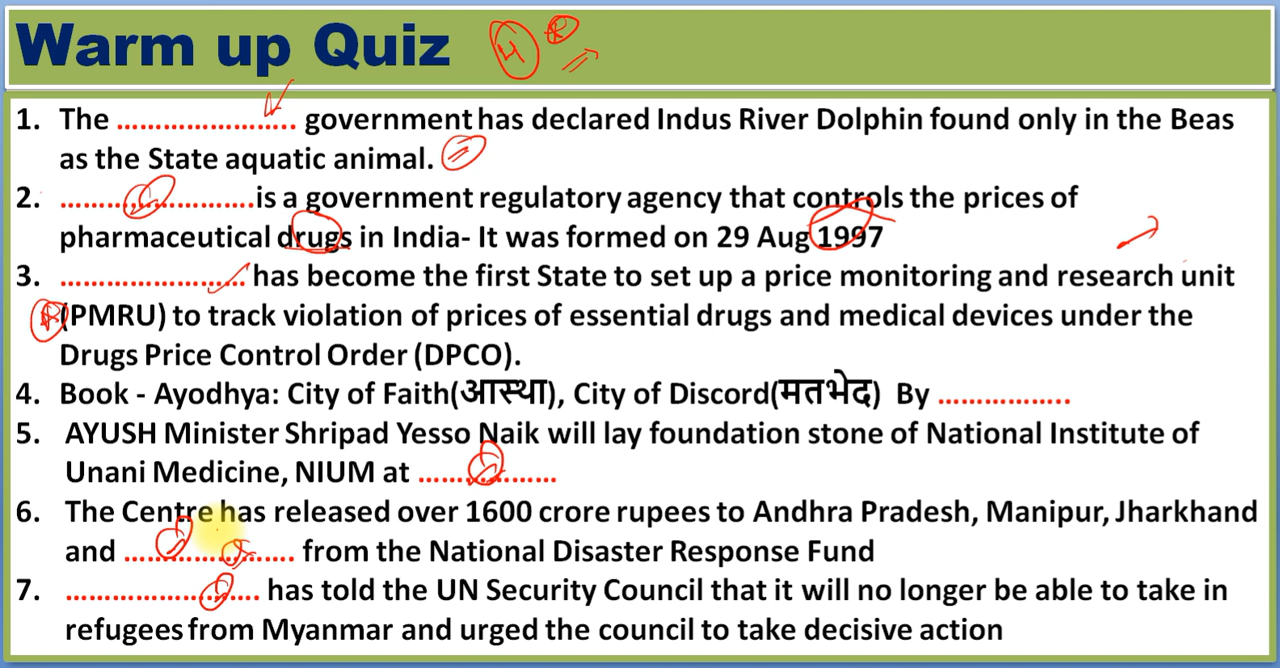 Warm up Quiz
1. The ........................ government has declared Indus River Dolphin found only in the Beas
as the State aquatic animal.
2. ..........................is a government regulatory agency that controls the prices of
pharmaceutical drugs in India- It was formed on 29 Aug 1997
3. ........................ has become the first State to set up a price monitoring and research unit
(PMRU) to track violation of prices of essential drugs and medical devices under the
Drugs Price Control Order (DPCO).
4. Book - Ayodhya: City of Faith(आस्था), City of Discord(मतभेद) By .................
5. AYUSH Minister Shripad Yesso Naik will lay foundation stone of National Institute of
Unani Medicine, NIUM at ..................
6. The Centre has released over 1600 crore rupees to Andhra Pradesh, Manipur, Jharkhand
and ...................... from the National Disaster Response Fund
7. ......................... has told the UN Security Council that it will no longer be able to take in
refugees from Myanmar and urged the council to take decisive action